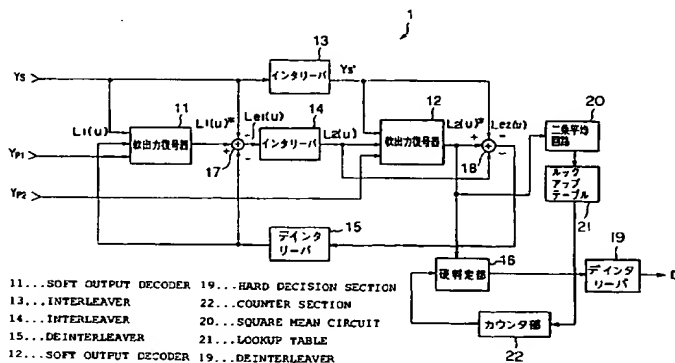 1
13
YS
インタリーバ
YS'
11
L1(u)
L1(u)*
Le1(u)
14
L2(u)
12
L2(u)*
Le2(u)
20
軟出力復号器
インタリーバ
軟出力復号器
二乗平均
回路
YP1
17
18
ルック
アップ
テーブル
YP2
21
15
デインタ
リーバ
16
硬判定部
19
デインタ
リーバ
D
カウンタ部
22
11...SOFT OUTPUT DECODER 19...HARD DECISION SECTION
13...INTERLEAVER 22...COUNTER SECTION
14...INTERLEAVER 20...SQUARE MEAN CIRCUIT
15...DEINTERLEAVER 21...LOOKUP TABLE
12...SOFT OUTPUT DECODER 19...DEINTERLEAVER